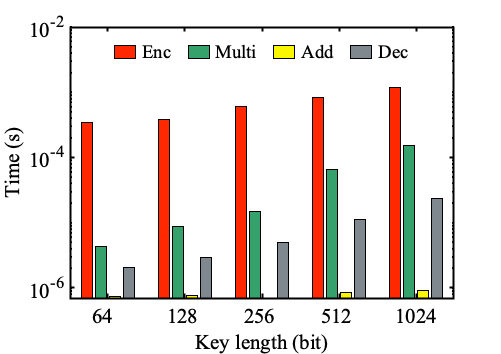 10-2
Enc Multi Add Dec
10-4
Time (s)
10-6
64 128 256 512 1024
Key length (bit)